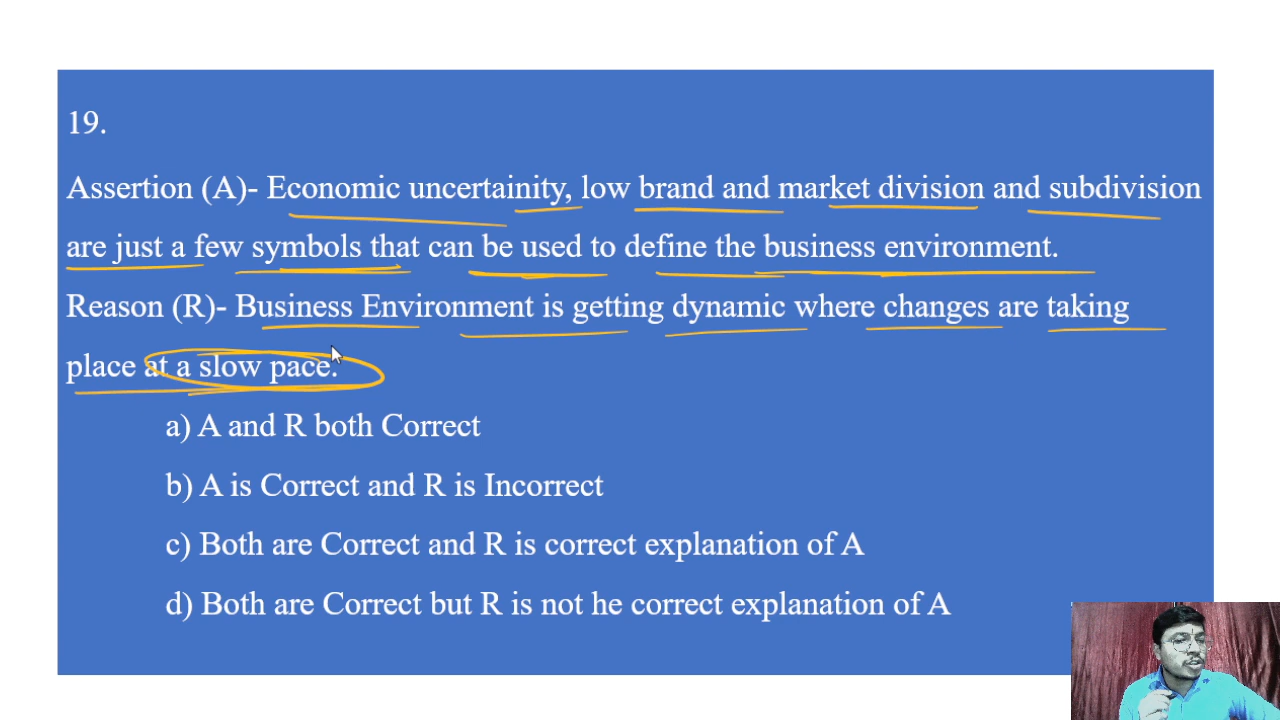 19.
Assertion (A)- Economic uncertainity, low brand and market division and subdivision
are just a few symbols that can be used to define the business environment.
Reason (R)- Business Environment is getting dynamic where changes are taking
place at a slow pace.
a) A and R both Correct
b) A is Correct and R is Incorrect
c) Both are Correct and R is correct explanation of A
d) Both are Correct but R is not he correct explanation of A